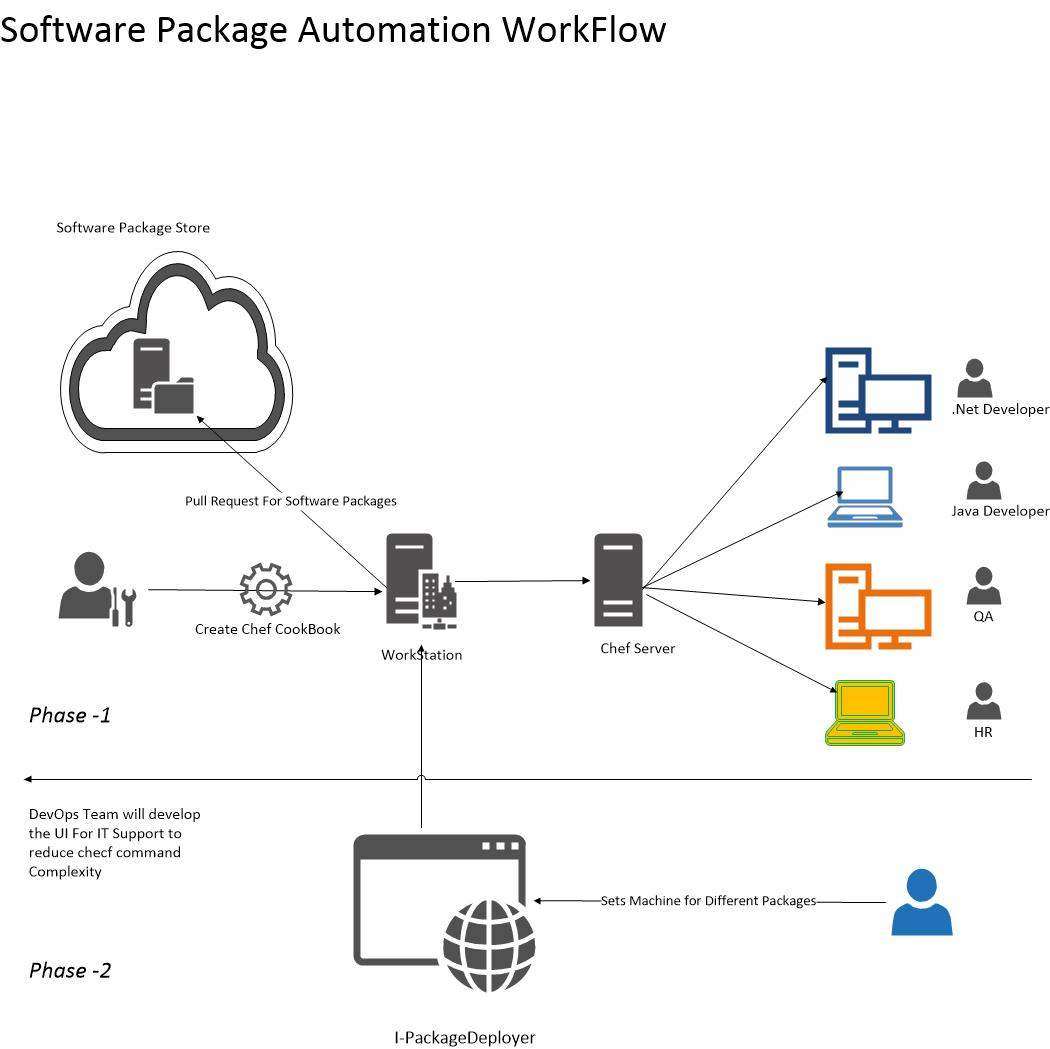 Software Package Automation WorkFlow
Software Package Store
.Net Developer
Pull Request For Software Packages
Java Developer
Create Chef CookBook
WorkStation
Chef Server
QA
Phase -1
HR
DevOps Team will develop
the UI For IT Support to
reduce checf command
Complexity
Sets Machine for Different Packages
Phase -2
I-PackageDeployer